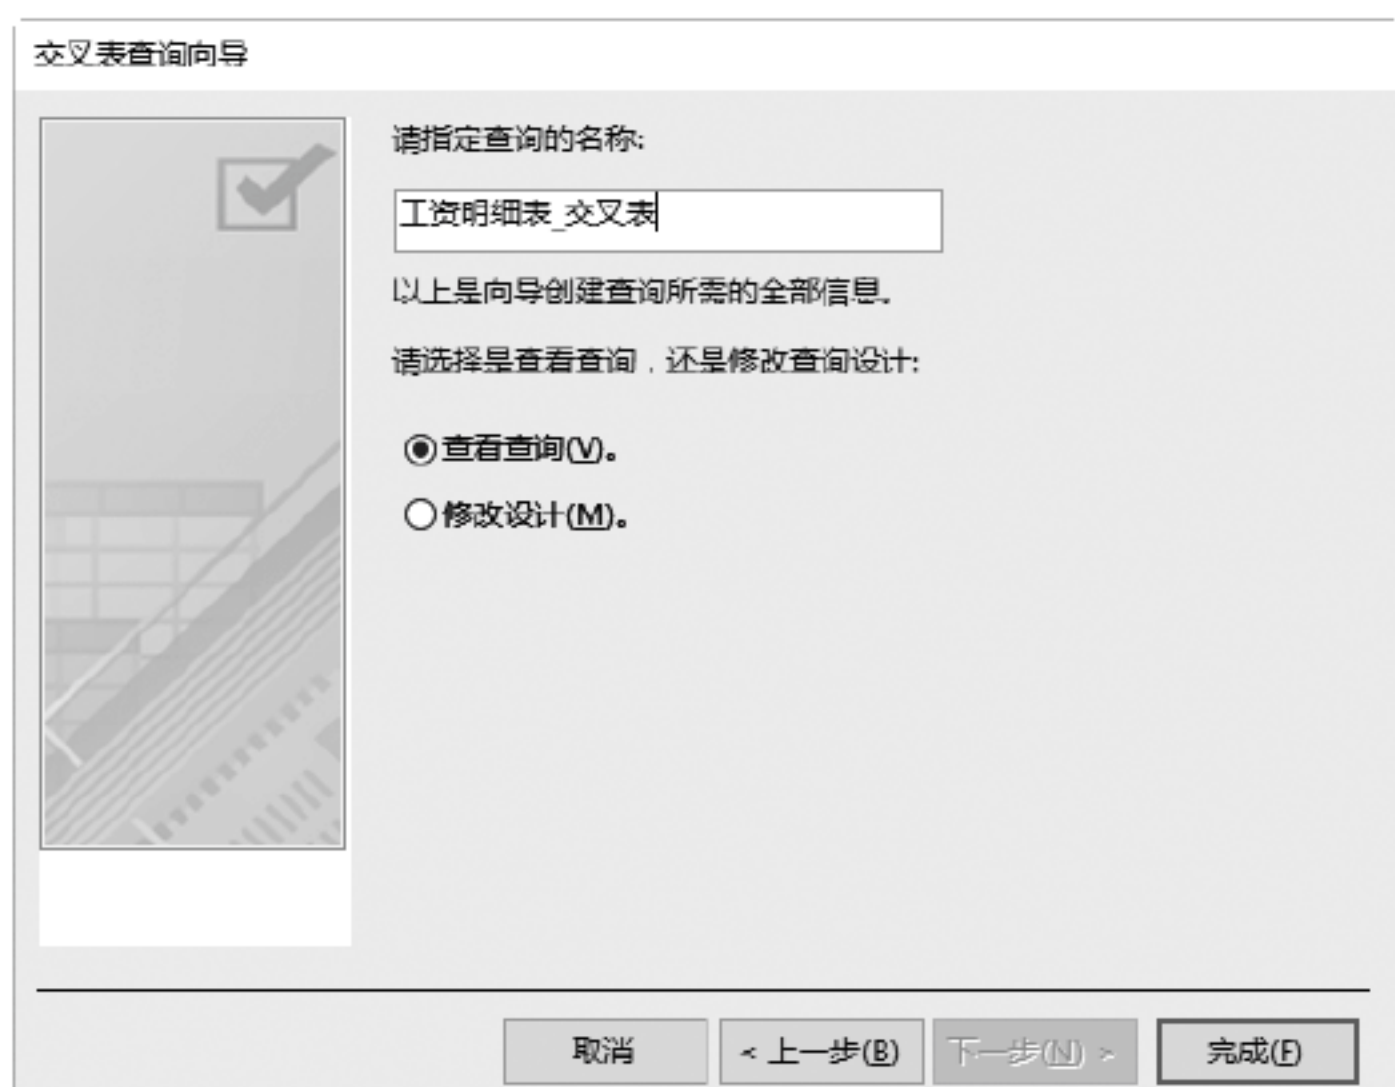 交叉表查询向导
请指定查询的名称:
工资明细表_交叉表
以上是向导创建查询所需的全部信息。
请选择是查看查询，还是修改查询设计:
查看查询(V)。
修改设计(M)。
取消
< 上一步(B)
下一步(N) >
完成(F)